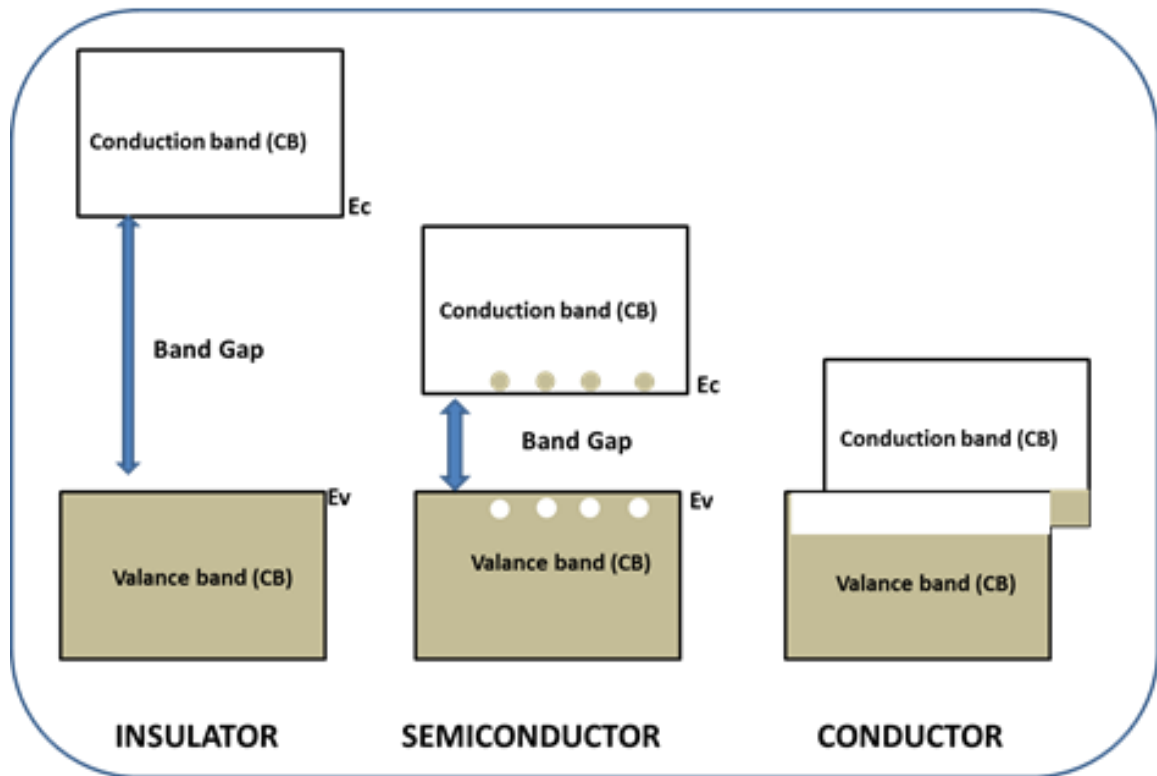 Conduction band (CB)
Ec
Band Gap
Ev
Valance band (CB)
INSULATOR
Conduction band (CB)
Ec
Band Gap
Ev
Valance band (CB)
SEMICONDUCTOR
Conduction band (CB)
Valance band (CB)
CONDUCTOR